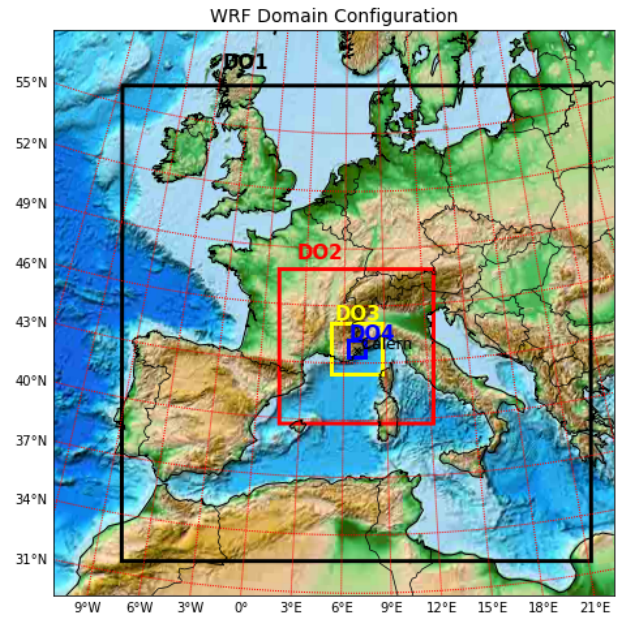 WRF Domain Configuration
DO1
55°N
52°N
49°N
46°N
DO2
43°N
DO3
DO4
Calern
40°N
37°N
34°N
31°N
9°W 6°W 3°W 0° 3°E 6°E 9°E 12°E 15°E 18°E 21°E